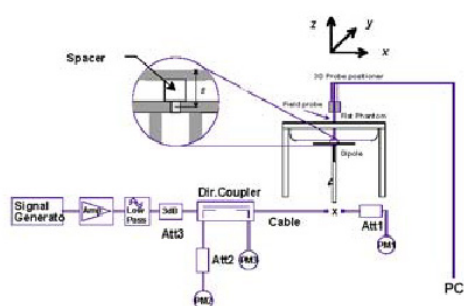 z
y
x
Spacer
s
3D Probe positioner
Field probe
Flat Phantom
Dipole
Signal
Generato
Amp
Low
Pass
3dB
Att3
Dir.Coupler
Cable
x
Att1
PM1
Att2
PM3
PM2
PC